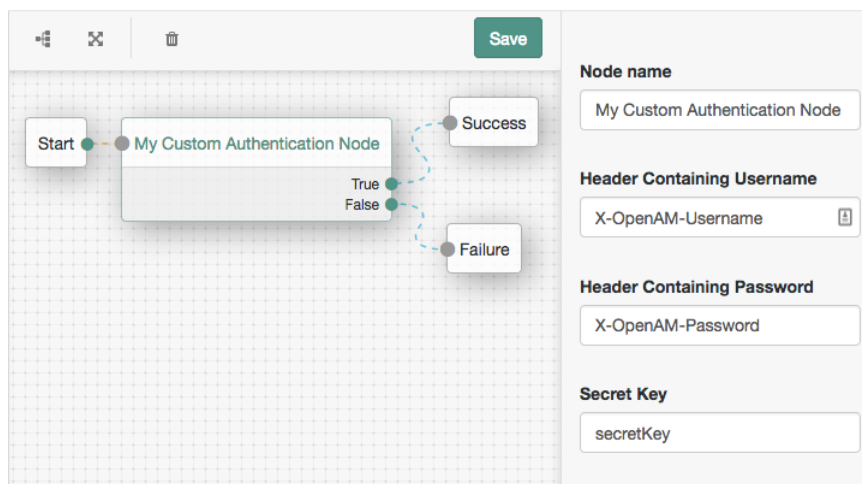 Save
Start
My Custom Authentication Node
True
False
Success
Failure
Node name
My Custom Authentication Node
Header Containing Username
X-OpenAM-Username
Header Containing Password
X-OpenAM-Password
Secret Key
secretKey